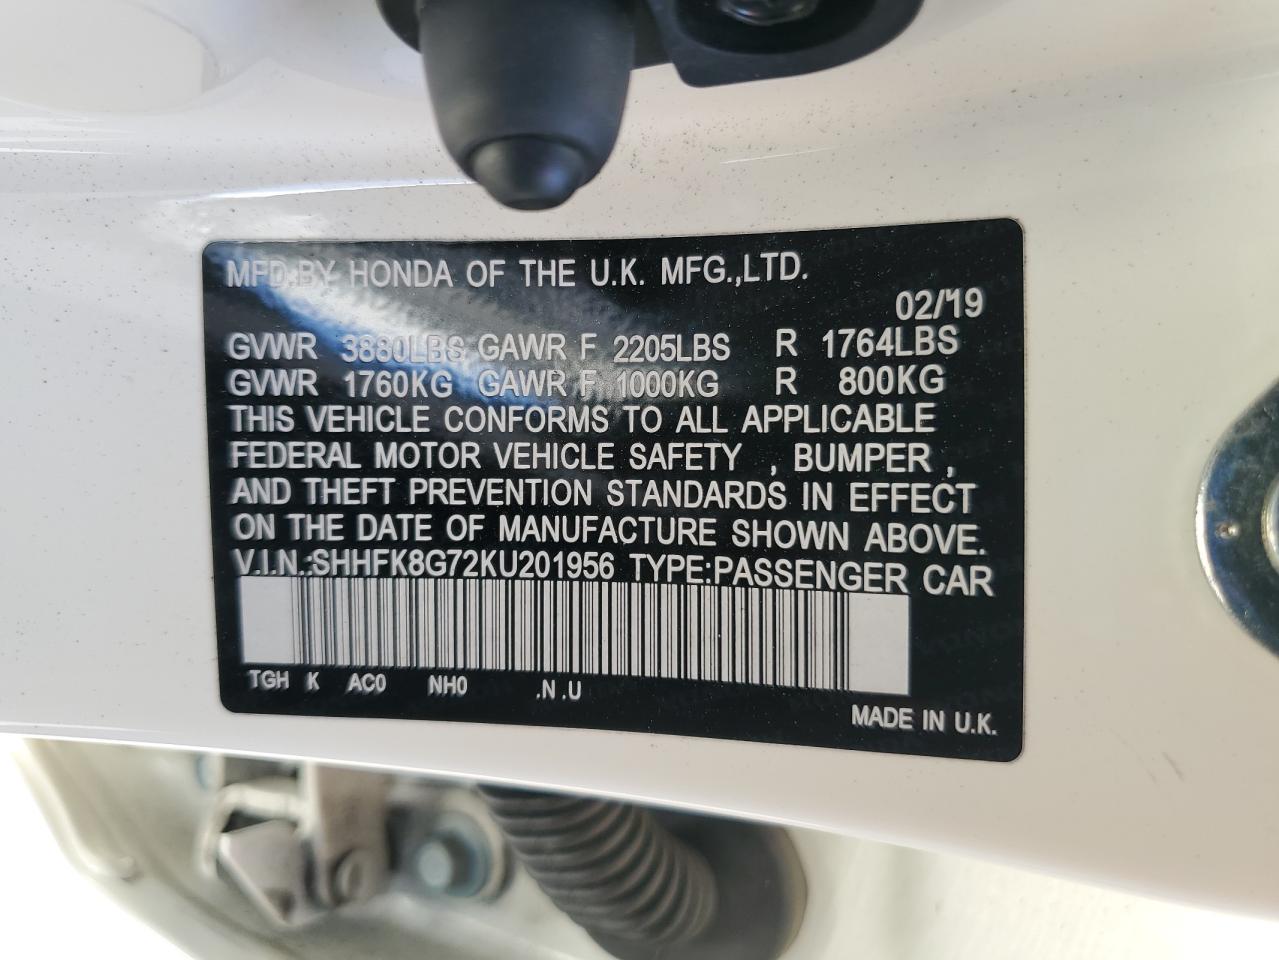 MFD.BY HONDA OF THE U.K. MFG.,LTD.
02/'19
GVWR 3880LBS GAWR F 2205LBS R 1764LBS
GVWR 1760KG GAWR F 1000KG R 800KG
THIS VEHICLE CONFORMS TO ALL APPLICABLE
FEDERAL MOTOR VEHICLE SAFETY , BUMPER ,
AND THEFT PREVENTION STANDARDS IN EFFECT
ON THE DATE OF MANUFACTURE SHOWN ABOVE.
V.I.N.:SHHFK8G72KU201956 TYPE:PASSENGER CAR
TGH K AC0 NH0 .N .U
MADE IN U.K.